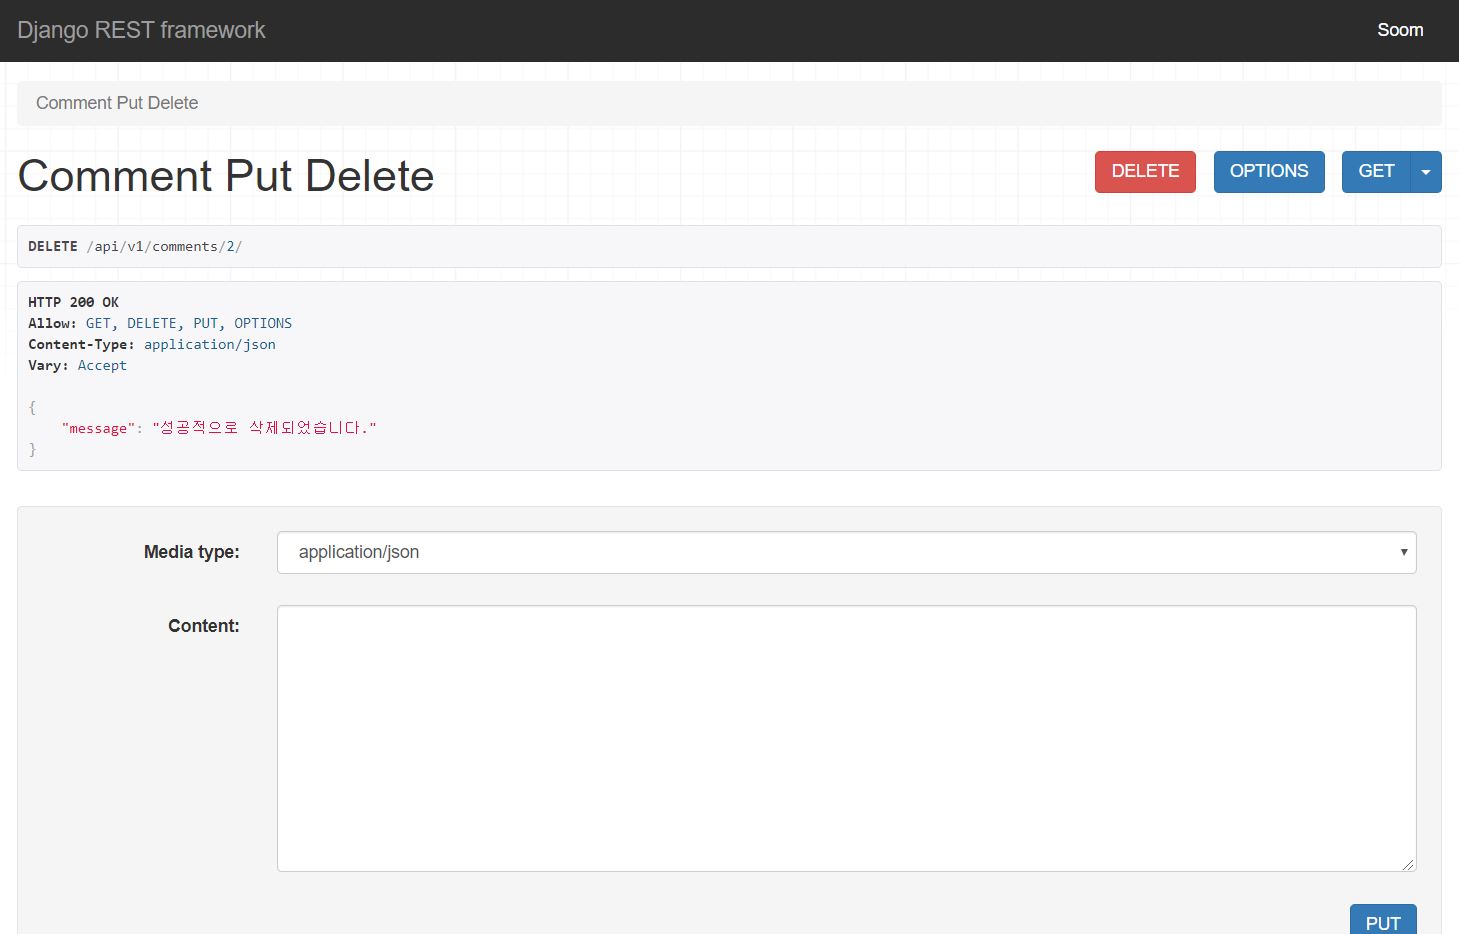 Django REST framework
Soom
Comment Put Delete
Comment Put Delete
DELETE
OPTIONS
GET
DELETE /api/v1/comments/2/
HTTP 200 OK
Allow: GET, DELETE, PUT, OPTIONS
Content-Type: application/json
Vary: Accept
{
"message": "성공적으로 삭제되었습니다."
}
Media type:
application/json
Content:
PUT